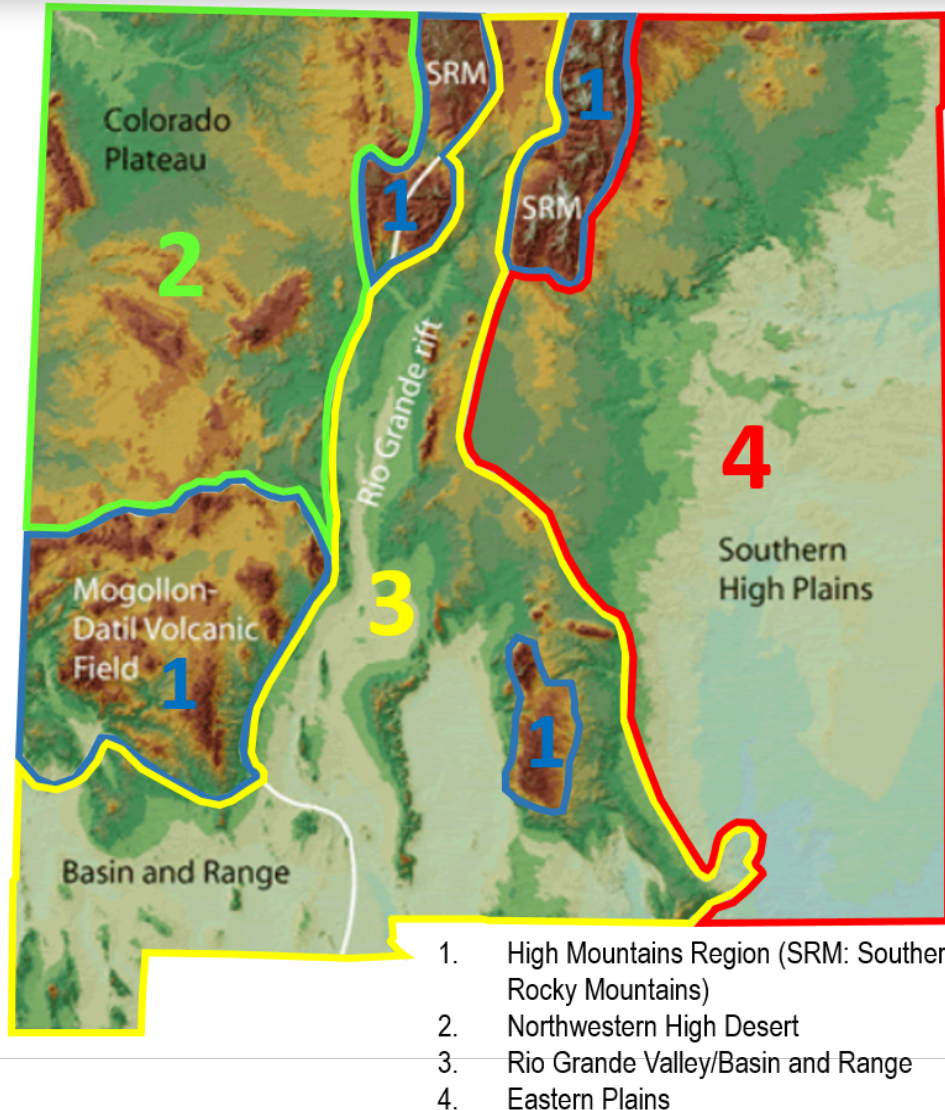 SRM
1
Colorado
Plateau
1
SRM
2
Rio Grande rift
4
Southern
High Plains
Mogollon-
Datil Volcanic
Field
1
3
1
Basin and Range
1. High Mountains Region (SRM: Souther
Rocky Mountains)
2. Northwestern High Desert
3. Rio Grande Valley/Basin and Range
4. Eastern Plains